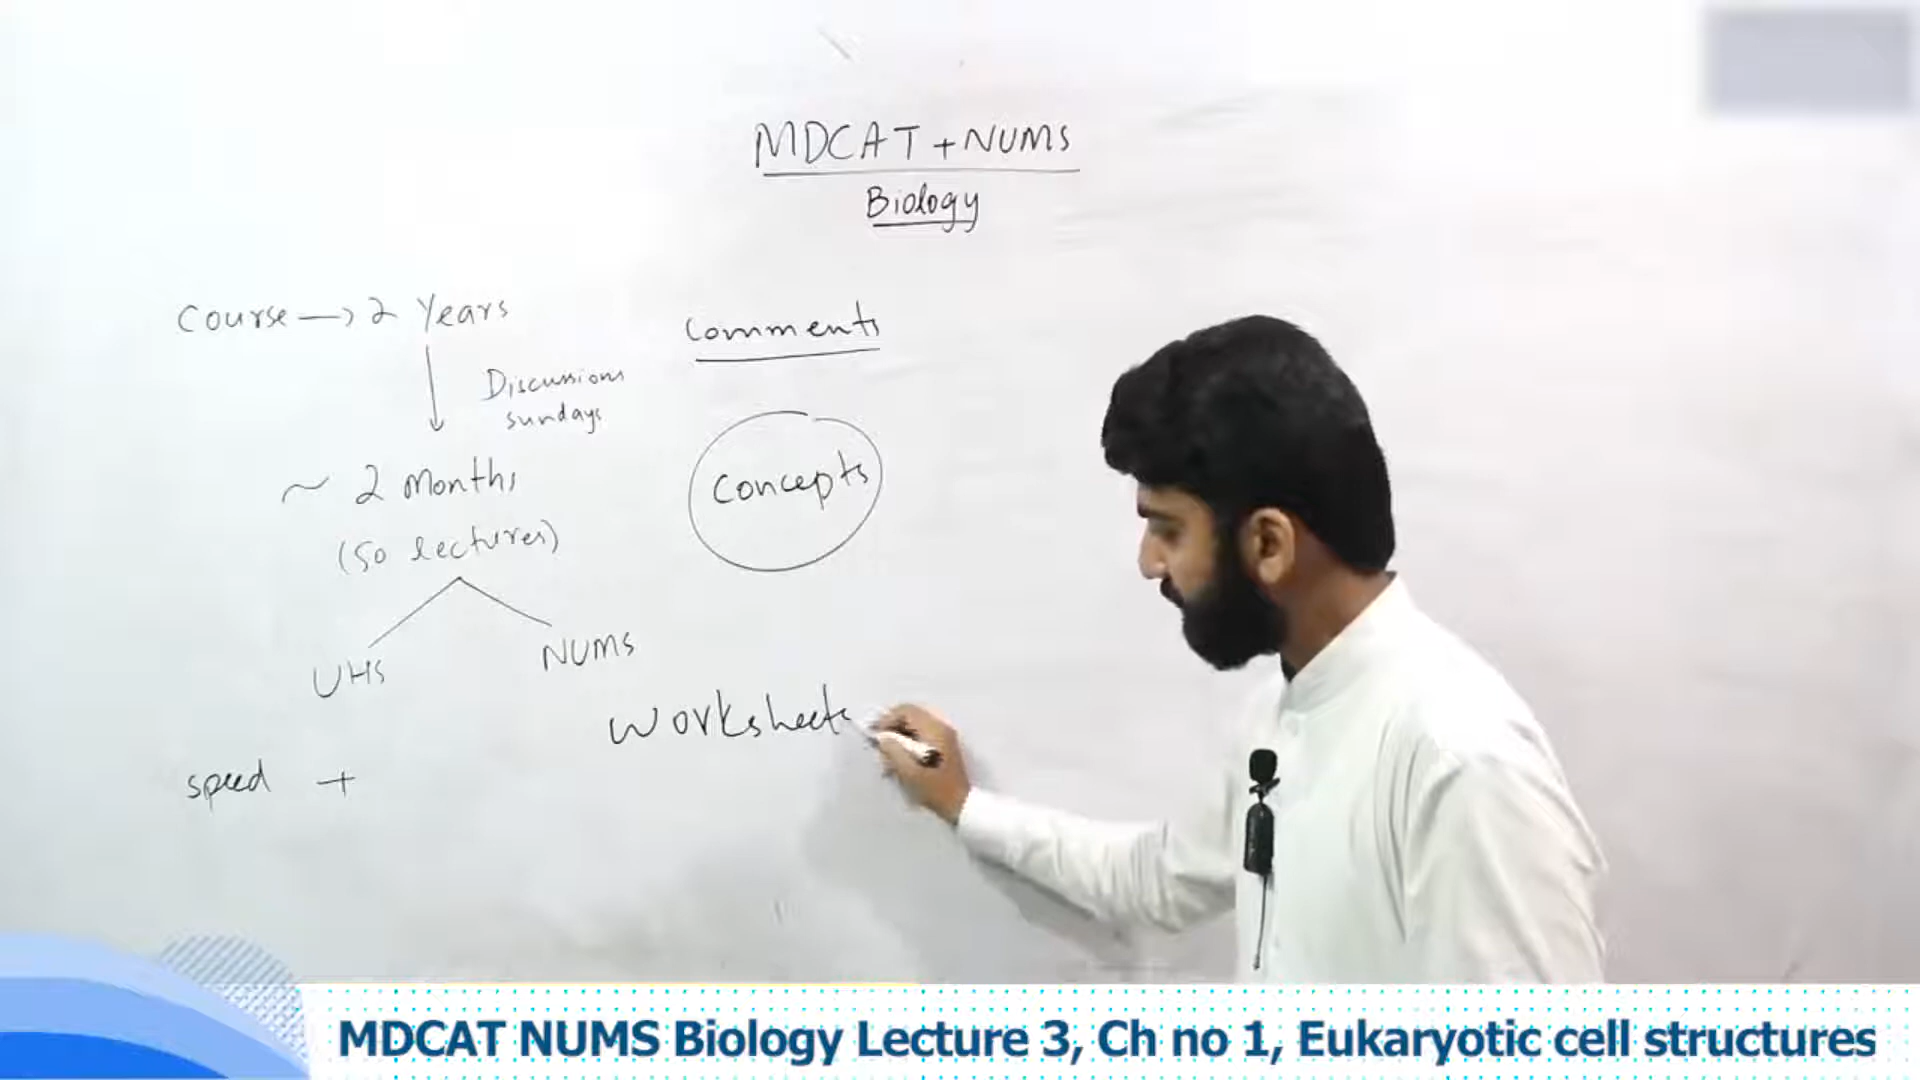 MDCAT + NUMS
Biology
Course → 2 Years
Discussions
sundays
~ 2 Months
(50 lectures)
UHS
NUMS
speed +
Comments
Concepts
Worksheets
MDCAT NUMS Biology Lecture 3, Ch no 1, Eukaryotic cell structures